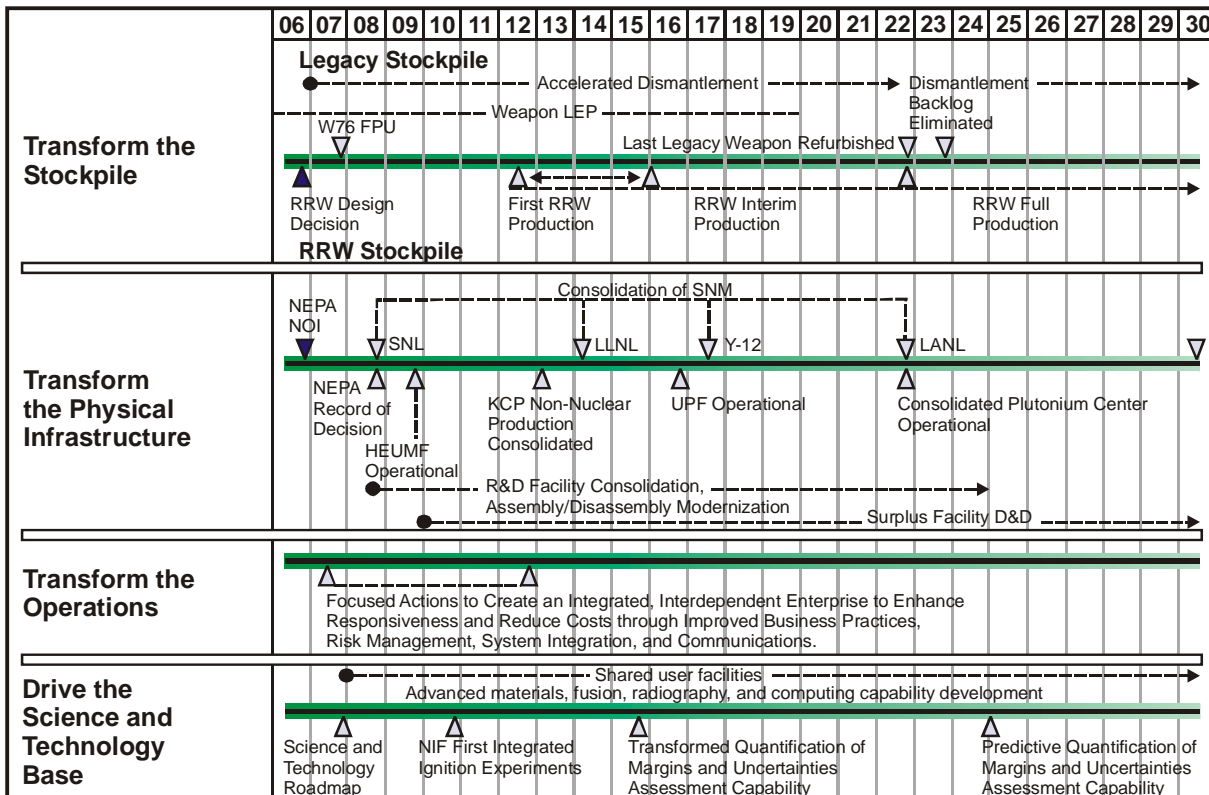 06 07 08 09 10 11 12 13 14 15 16 17 18 19 20 21 22 23 24 25 26 27 28 29 30
Transform the
Stockpile
Legacy Stockpile
Accelerated Dismantlement
Dismantlement
Backlog
Eliminated
Weapon LEP
W76 FPU
Last Legacy Weapon Refurbished
RRW Design
Decision
First RRW
Production
RRW Interim
Production
RRW Full
Production
RRW Stockpile
Transform
the Physical
Infrastructure
Consolidation of SNM
NEPA
NOI
SNL
LLNL
Y-12
LANL
NEPA
Record of
Decision
HEUMF
Operational
KCP Non-Nuclear
Production
Consolidated
UPF Operational
Consolidated Plutonium Center
Operational
R&D Facility Consolidation,
Assembly/Disassembly Modernization
Surplus Facility D&D
Transform the
Operations
Focused Actions to Create an Integrated, Interdependent Enterprise to Enhance
Responsiveness and Reduce Costs through Improved Business Practices,
Risk Management, System Integration, and Communications.
Drive the
Science and
Technology
Base
Shared user facilities
Advanced materials, fusion, radiography, and computing capability development
Science and
Technology
Roadmap
NIF First Integrated
Ignition Experiments
Transformed Quantification of
Margins and Uncertainties
Assessment Capability
Predictive Quantification of
Margins and Uncertainties
Assessment Capability